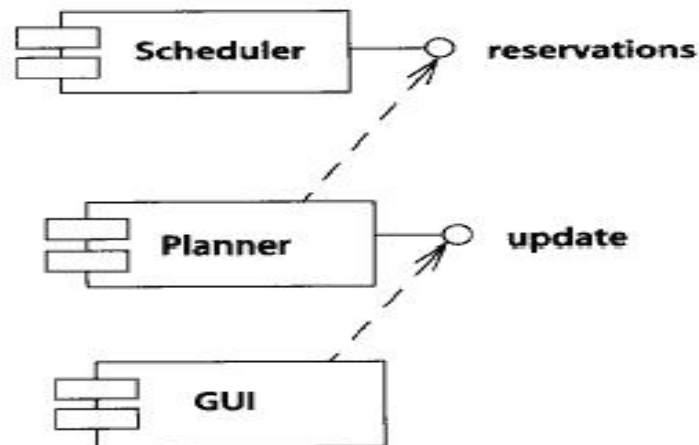 Scheduler
reservations
Planner
update
GUI